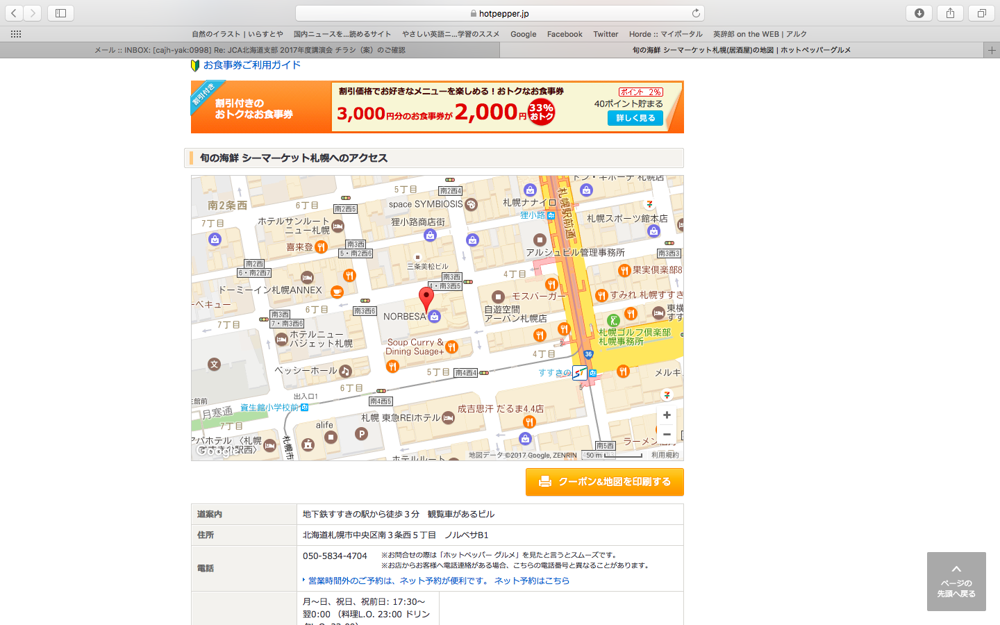 hotpepper.jp
自然のイラスト | いらすとや 国内ニュースを...読めるサイト やさしい英語ニ...学習のススメ Google Facebook Twitter Horde :: マイポータル 英辞郎 on the WEB | アルク
メール :: INBOX: [cajh-yak:0998] Re: JCA北海道支部 2017年度講演会 チラシ（案）のご確認
旬の海鮮 シーマーケット札幌(居酒屋)の地図 | ホットペッパーグルメ
お食事券ご利用ガイド
割引付き
割引付きの
おトクなお食事券
割引価格でお好きなメニューを楽しめる！おトクなお食事券
3,000円分のお食事券が2,000円
33%
おトク
ポイント 2%
40ポイント貯まる
詳しく見る
旬の海鮮 シーマーケット札幌へのアクセス
5丁目
南2西4
ドン・キホーテ 札幌店
札幌駅前通
南2条西
6丁目
南2西5
space SYMBIOSIS
札幌ナナイロ
狸小路
7丁目
ホテルサンルート
ニュー札幌
狸小路商店街
札幌スポーツ館本店
喜来登
南3西
5・南2西6
アルシュビル管理事務所
南3西3
南2西
6・南2西7
三条美松ビル
4丁目
果実倶楽部8
ドーミーイン札幌ANNEX
南3西
4・南3西5
モスバーガー
すみれ 札幌すすき
ーベキュー
6丁目
南3西6
自遊空間
アーバン札幌店
東横
すす
南3西
7・南3西6
NORBESA
7丁目
ホテルニュー
バジェット札幌
札幌ゴルフ倶楽部
札幌事務所
Soup Curry &
Dining Suage+
4丁目
36
文
ペッシーホール
5丁目
南4西4
すすきの
メルキ
5
6丁目
出入口1
南4西5
生館前
資生館小学校前
月寒通
7丁目
札幌 東急REIホテル
成吉思汗 だるま4.4店
alife
P
アパホテル〈札幌
すすきの駅西〉
札幌市
ホテルルート
南5西
ラーメン
Google
地図データ ©2017 Google, ZENRIN
50 m
利用規約
クーポン&地図を印刷する
道案内 地下鉄すすきの駅から徒歩３分　観覧車があるビル
住所 北海道札幌市中央区南３条西５丁目　ノルベサB1
電話 050-5834-4704 ※お問合せの際は「ホットペッパー グルメ」を見たと言うとスムーズです。
※お店からお客様へ電話連絡がある場合、こちらの電話番号と異なることがあります。
営業時間外のご予約は、ネット予約が便利です。 ネット予約はこちら
月～日、祝日、祝前日: 17:30～
翌0:00 （料理L.O. 23:00 ドリン
クL.O. 23:00）
ページの
先頭へ戻る